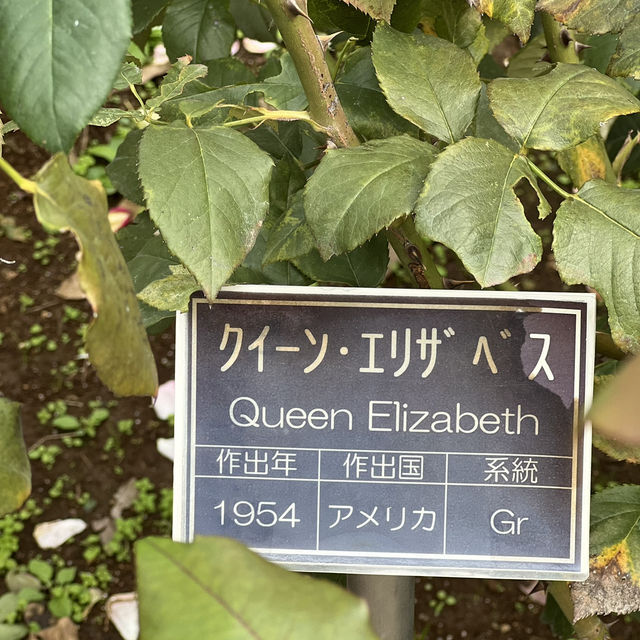 クイーン・エリザベス
Queen Elizabeth
作出年 作出国 系統
1954 アメリカ Gr